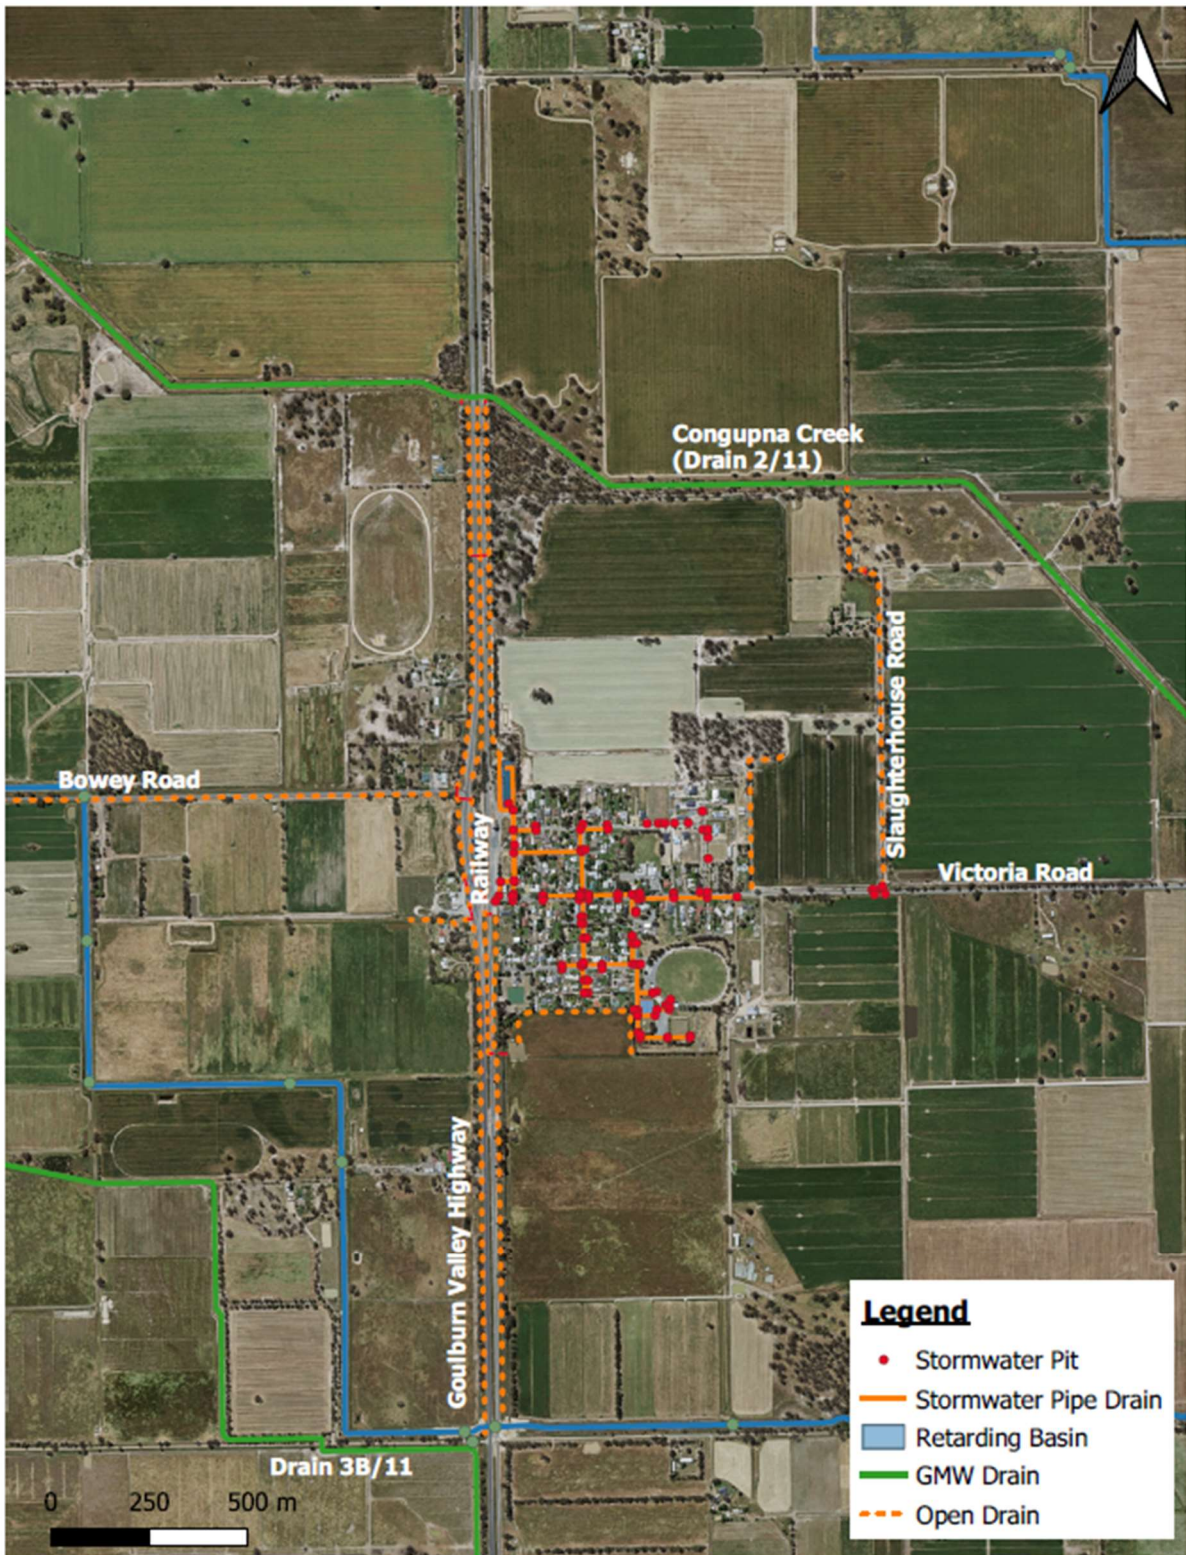 Congupna Creek
(Drain 2/11)
Slaughterhouse Road
Bowey Road
Railway
Victoria Road
Goulburn Valley Highway
Drain 3B/11
0 250 500 m
Legend
Stormwater Pit
Stormwater Pipe Drain
Retarding Basin
GMW Drain
Open Drain